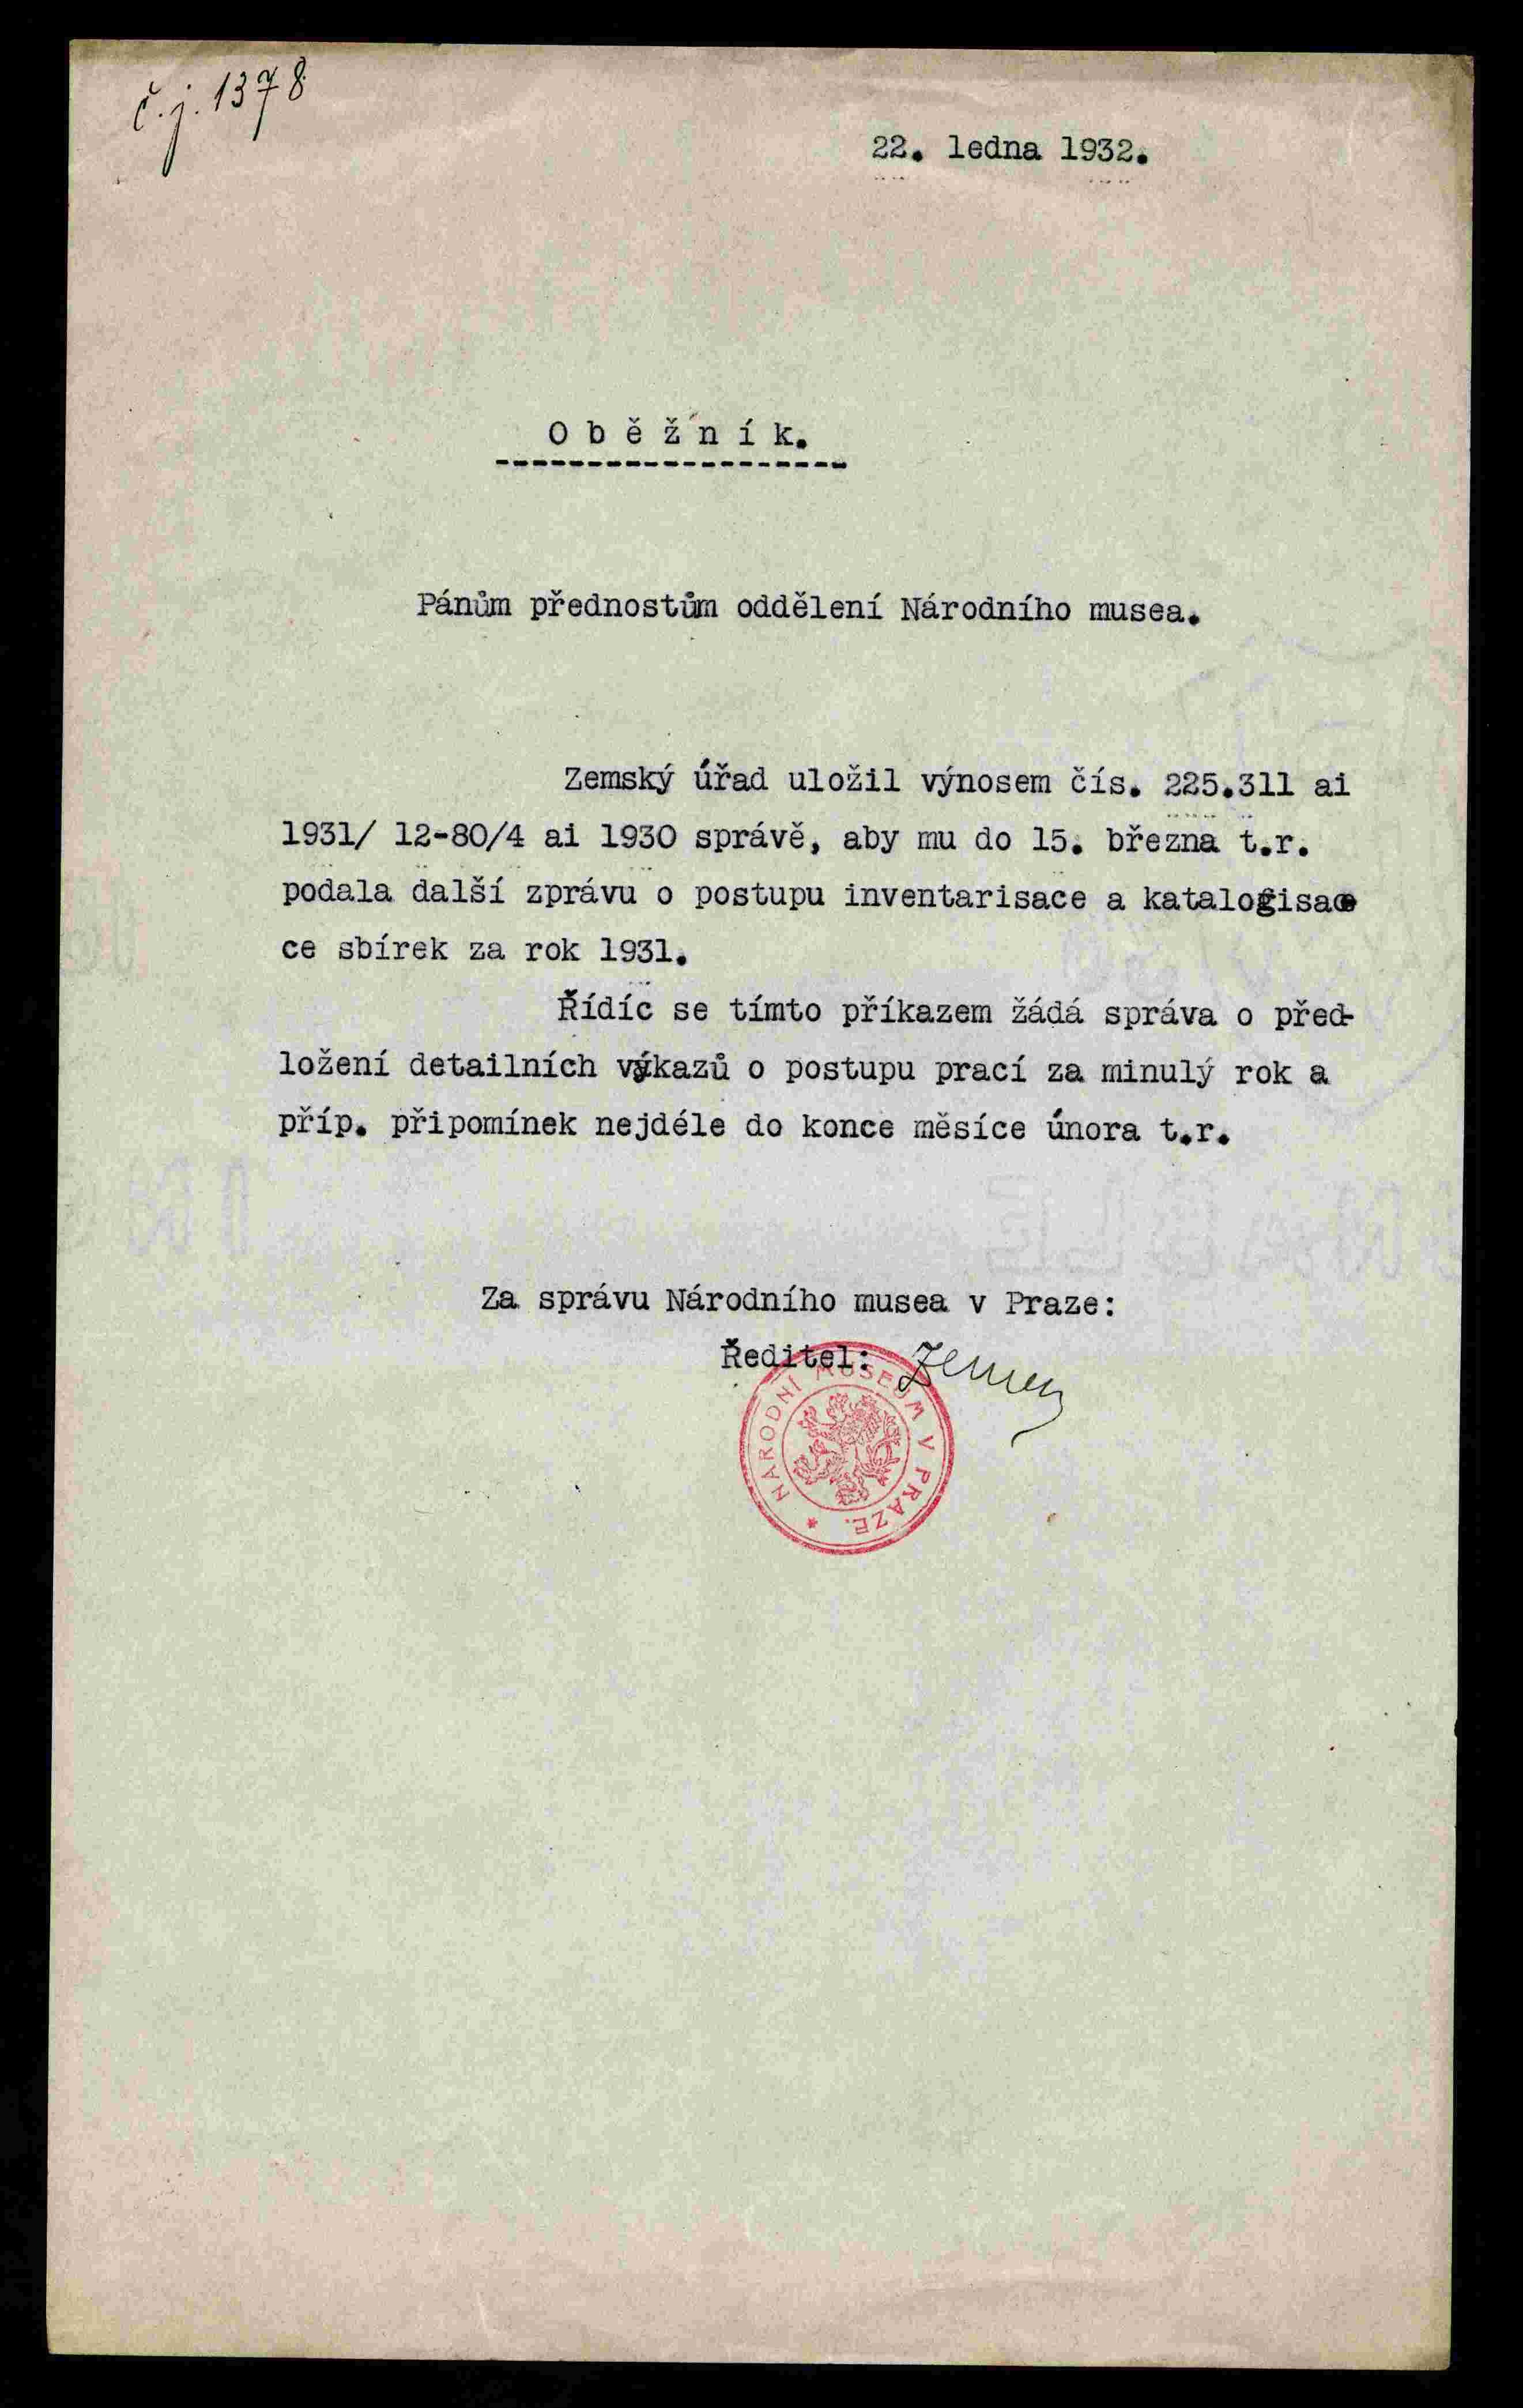 č.j. 1378
22. ledna 1932.
O b ě ž n í k.
Pánům přednostům oddělení Národního musea.
Zemský úřad uložil výnosem čís. 225.311 ai
1931/ 12-80/4 ai 1930 správě, aby mu do 15. března t.r.
podala další zprávu o postupu inventarisace a katalogisac
ce sbírek za rok 1931.
Řídíc se tímto příkazem žádá správa o před-
ložení detailních výkazů o postupu prací za minulý rok a
příp. připomínek nejdéle do konce měsíce února t.r.
Za správu Národního musea v Praze:
Ředitel:
NÁRODNÍ MUSEUM V PRAZE.